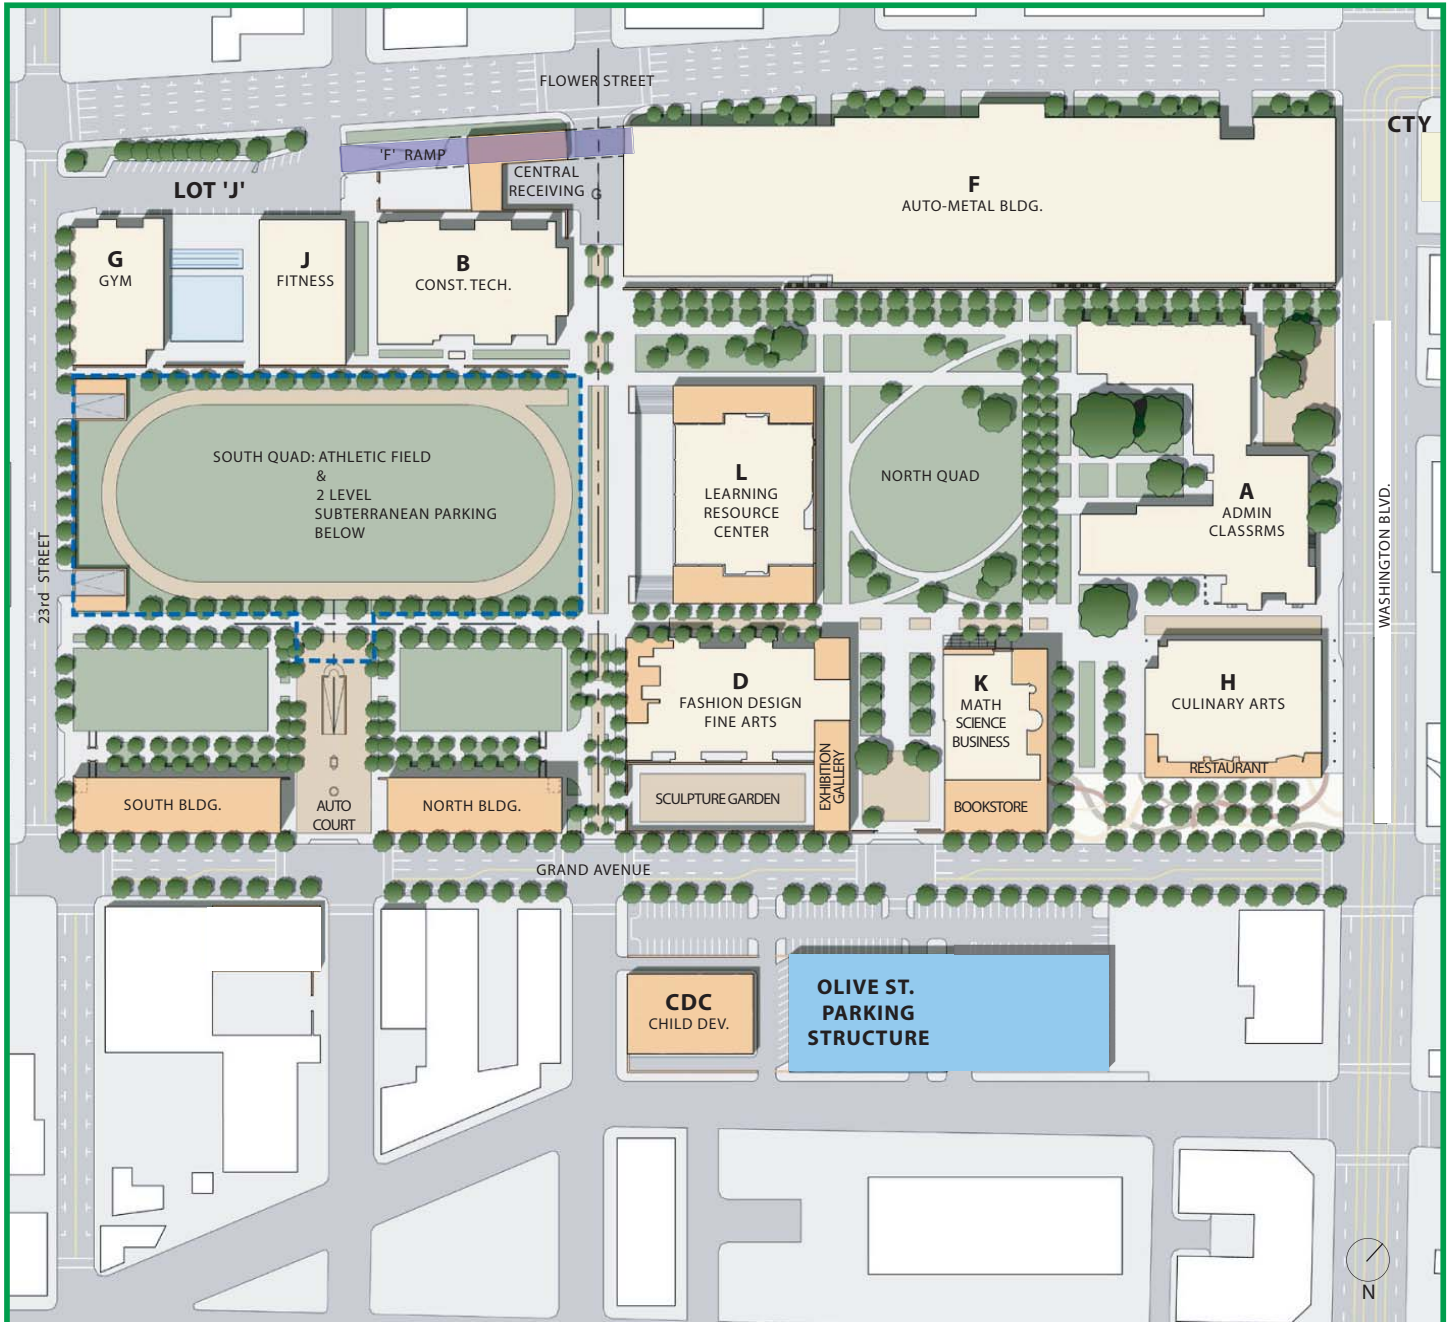 FLOWER STREET
CTY
'F' RAMP
CENTRAL
RECEIVING
G
LOT 'J'
F
AUTO-METAL BLDG.
G
GYM
J
FITNESS
B
CONST. TECH.
SOUTH QUAD: ATHLETIC FIELD
&
2 LEVEL
SUBTERRANEAN PARKING
BELOW
L
LEARNING
RESOURCE
CENTER
NORTH QUAD
A
ADMIN
CLASSRMS
WASHINGTON BLVD.
23rd STREET
D
FASHION DESIGN
FINE ARTS
K
MATH
SCIENCE
BUSINESS
H
CULINARY ARTS
RESTAURANT
EXHIBITION
GALLERY
SCULPTURE GARDEN
BOOKSTORE
SOUTH BLDG.
AUTO
COURT
NORTH BLDG.
GRAND AVENUE
CDC
CHILD DEV.
OLIVE ST.
PARKING
STRUCTURE
N